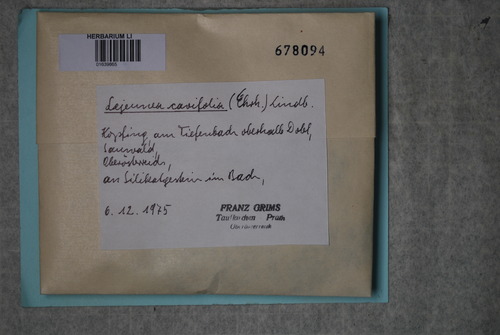 HERBARIUM LI
678094
Lejeunea cavifolia (Ehrh.) Lindb.
Kopfing, am Tiefenbach oberhalb Dobl,
Sauwald,
Oberösterreich,
an Silikatgestein im Bach,
6. 12. 1975
FRANZ GRIMS
Taufkirchen Pram
Oberösterreich